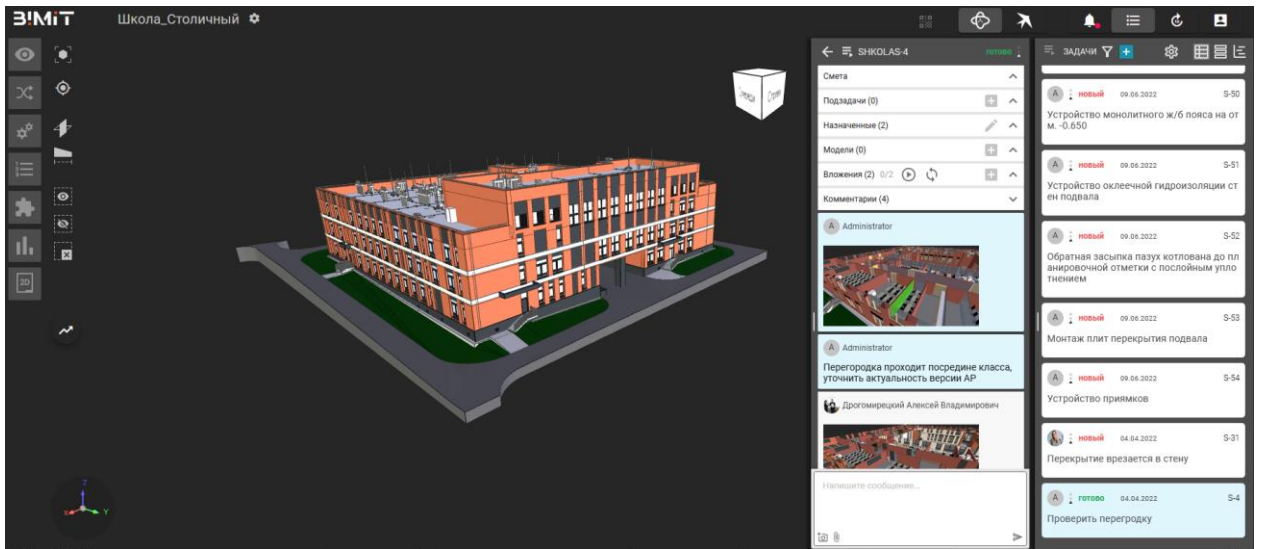 B!MiT
Школа_Столичный
2D
Z
X
Y
SHKOLAS-4
готово
Смета
Подзадачи (0)
Назначенные (2)
Модели (0)
Вложения (2) 0/2
Комментарии (4)
A Administrator
A Administrator
Перегородка проходит посредине класса,
уточнить актуальность версии АР
Дрогомирецкий Алексей Владимирович
Напишите сообщение...
ЗАДАЧИ
A новый 09.06.2022 S-50
Устройство монолитного ж/б пояса на от
м. -0.650
A новый 09.06.2022 S-51
Устройство оклеечной гидроизоляции ст
ен подвала
A новый 09.06.2022 S-52
Обратная засыпка пазух котлована до пл
анировочной отметки с послойным упло
тнением
A новый 09.06.2022 S-53
Монтаж плит перекрытия подвала
A новый 09.06.2022 S-54
Устройство приямков
новый 04.04.2022 S-31
Перекрытие врезается в стену
A готово 04.04.2022 S-4
Проверить перегродку